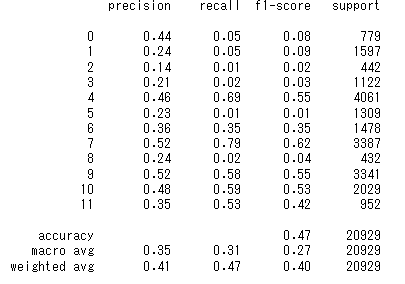 precision recall f1-score support
0 0.44 0.05 0.08 779
1 0.24 0.05 0.09 1597
2 0.14 0.01 0.02 442
3 0.21 0.02 0.03 1122
4 0.46 0.69 0.55 4061
5 0.23 0.01 0.01 1309
6 0.36 0.35 0.35 1478
7 0.52 0.79 0.62 3387
8 0.24 0.02 0.04 432
9 0.52 0.58 0.55 3341
10 0.48 0.59 0.53 2029
11 0.35 0.53 0.42 952
accuracy 0.47 20929
macro avg 0.35 0.31 0.27 20929
weighted avg 0.41 0.47 0.40 20929